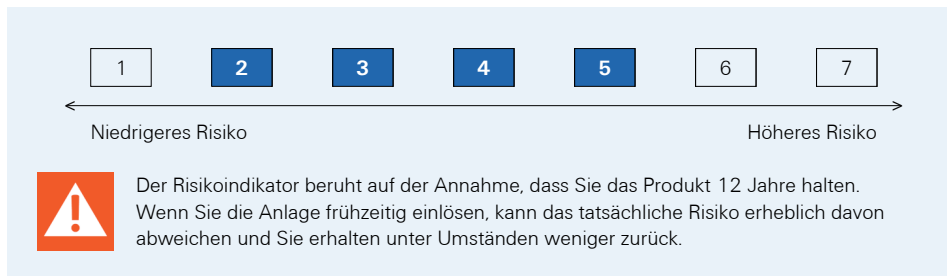 1 2 3 4 5 6 7
Niedrigeres Risiko Höheres Risiko
Der Risikoindikator beruht auf der Annahme, dass Sie das Produkt 12 Jahre halten.
Wenn Sie die Anlage frühzeitig einlösen, kann das tatsächliche Risiko erheblich davon
abweichen und Sie erhalten unter Umständen weniger zurück.